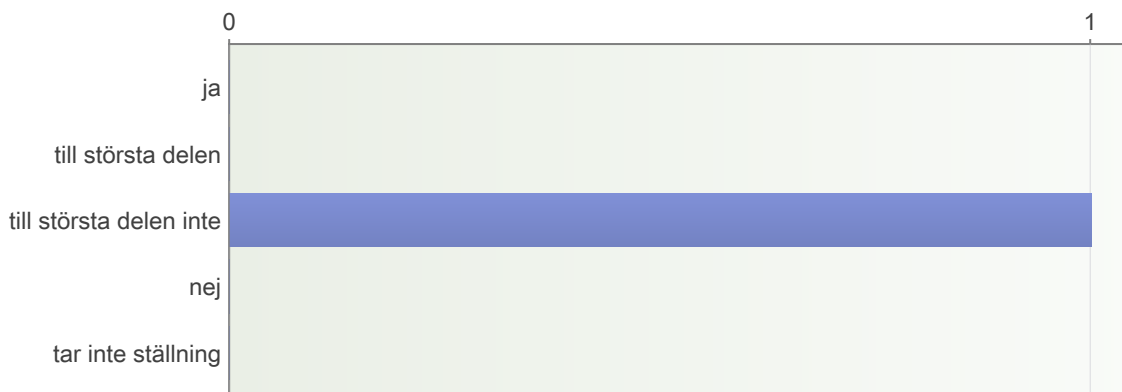 0 1
ja
till största delen
till största delen inte
nej
tar inte ställning